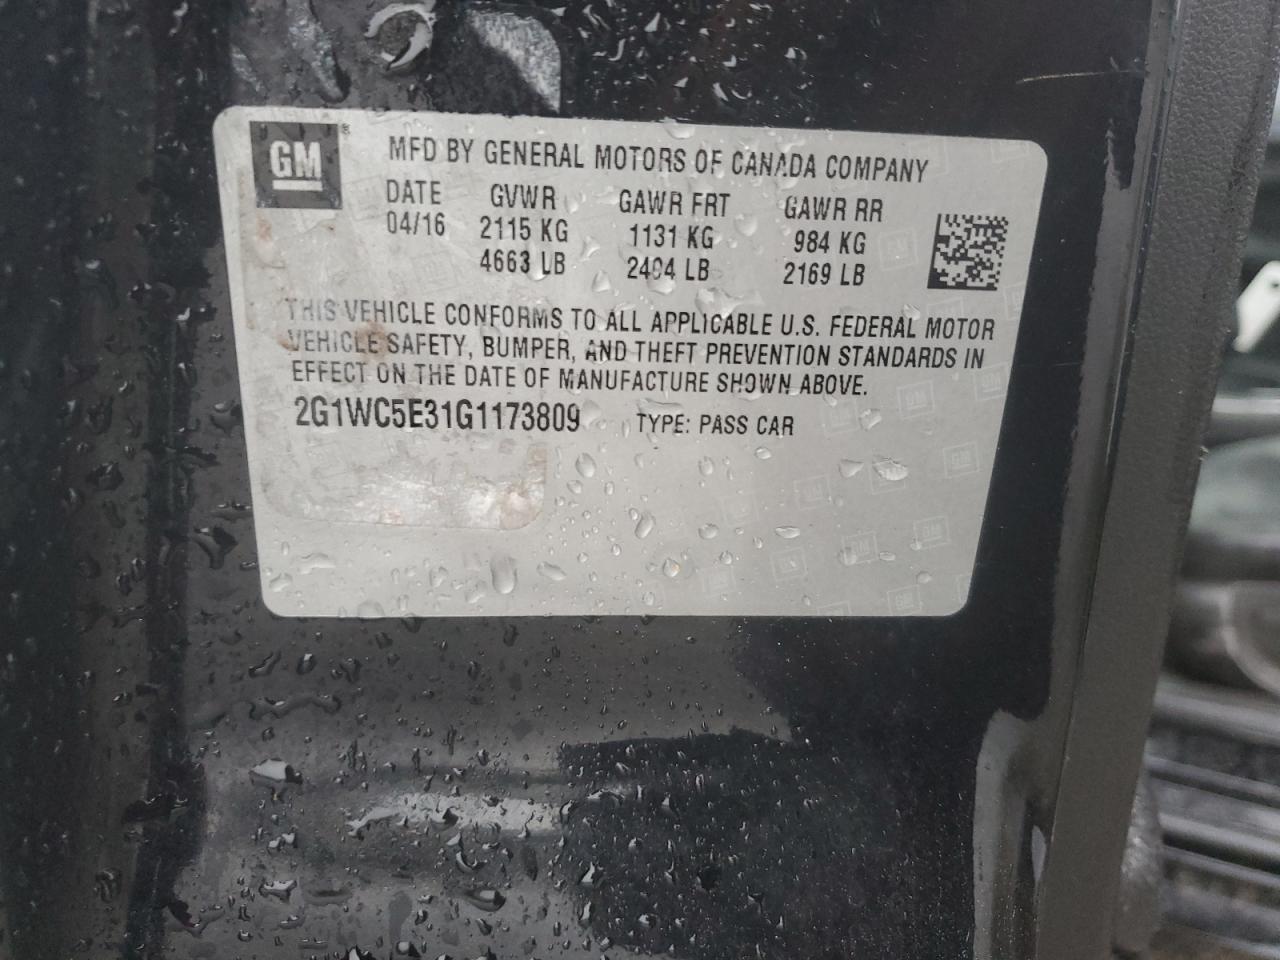 GM
MFD BY GENERAL MOTORS OF CANADA COMPANY
DATE GVWR GAWR FRT GAWR RR
04/16 2115 KG 1131 KG 984 KG
4663 LB 2494 LB 2169 LB
THIS VEHICLE CONFORMS TO ALL APPLICABLE U.S. FEDERAL MOTOR
VEHICLE SAFETY, BUMPER, AND THEFT PREVENTION STANDARDS IN
EFFECT ON THE DATE OF MANUFACTURE SHOWN ABOVE.
2G1WC5E31G1173809 TYPE: PASS CAR